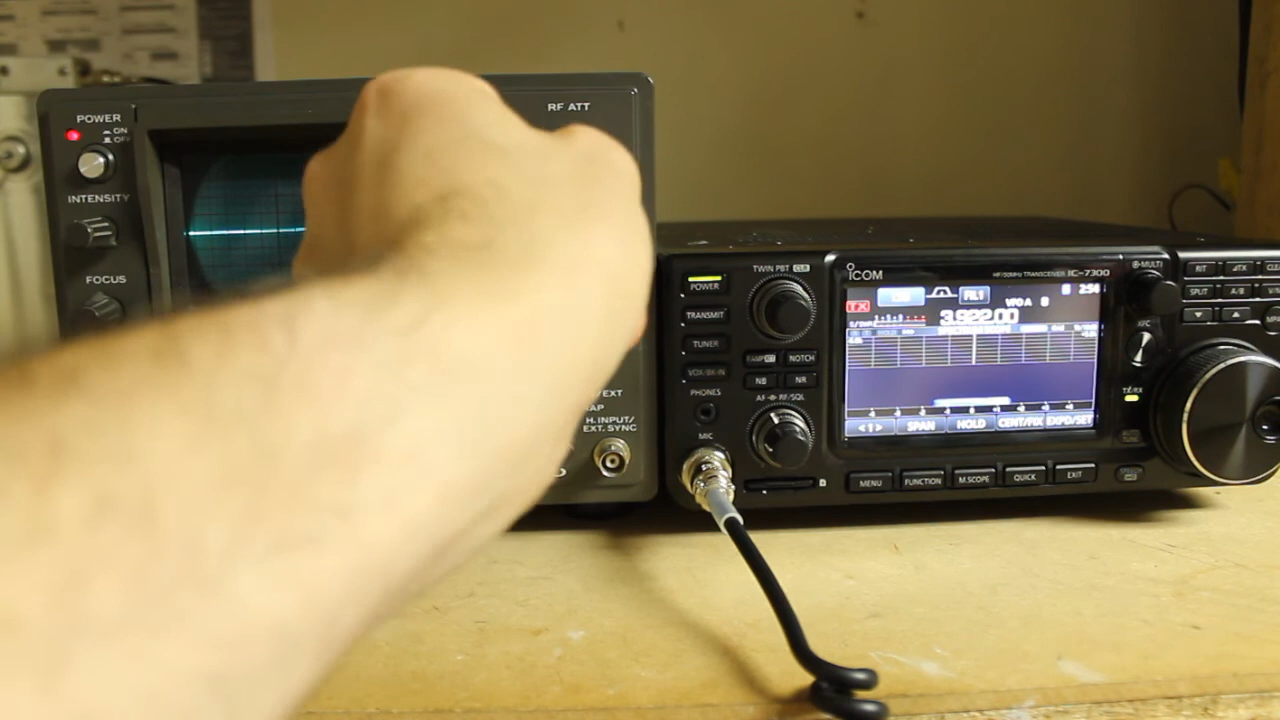 POWER
ON
OFF
INTENSITY
FOCUS
RF ATT
/EXT
H. INPUT/
EXT. SYNC
POWER
TRANSMIT
TUNER
VOX/BK-IN
PHONES
MIC
TWIN PBT CLR
NOTCH
NB
NR
AF RF/SQL
ICOM
HF/50MHz TRANSCEIVER IC-7300
TX
FIL1
VFO A
3.922.00
<1>
SPAN
HOLD
CENT/FIX
EXPD/SET
MENU
FUNCTION
M.SCOPE
QUICK
EXIT
MULTI
TX/RX
RIT
SPLIT
A/B